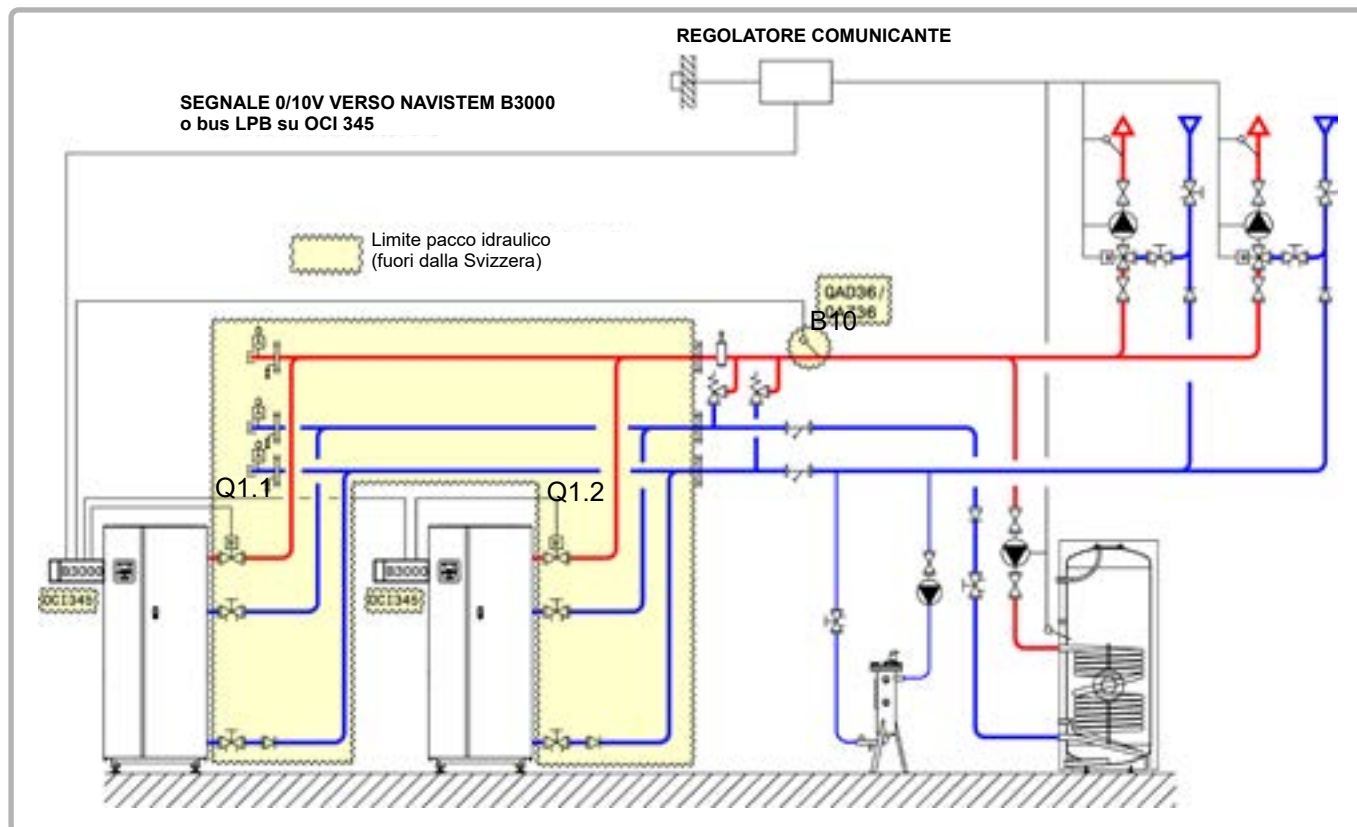 REGOLATORE COMUNICANTE
SEGNALE 0/10V VERSO NAVISTEM B3000
o bus LPB su OCI 345
Limite pacco idraulico
(fuori dalla Svizzera)
QAD36/
B10
Q1.1
Q1.2
B3000
B3000
OCI345
OCI345